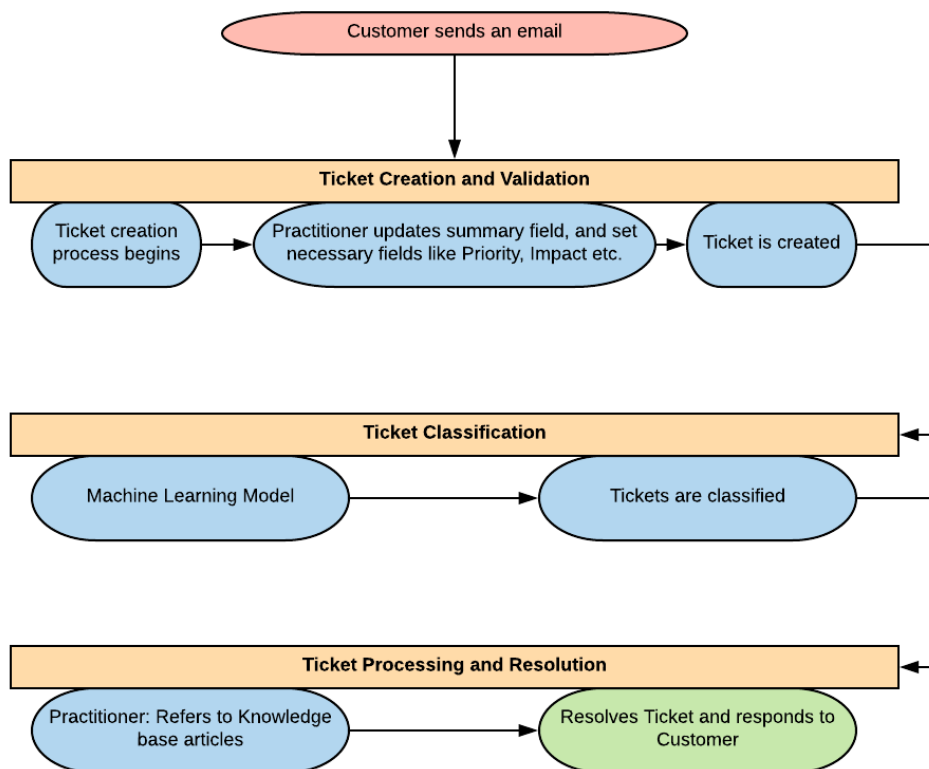 Customer sends an email
Ticket Creation and Validation
Ticket creation
process begins
Practitioner updates summary field, and set
necessary fields like Priority, Impact etc.
Ticket is created
Ticket Classification
Machine Learning Model
Tickets are classified
Ticket Processing and Resolution
Practitioner: Refers to Knowledge
base articles
Resolves Ticket and responds to
Customer